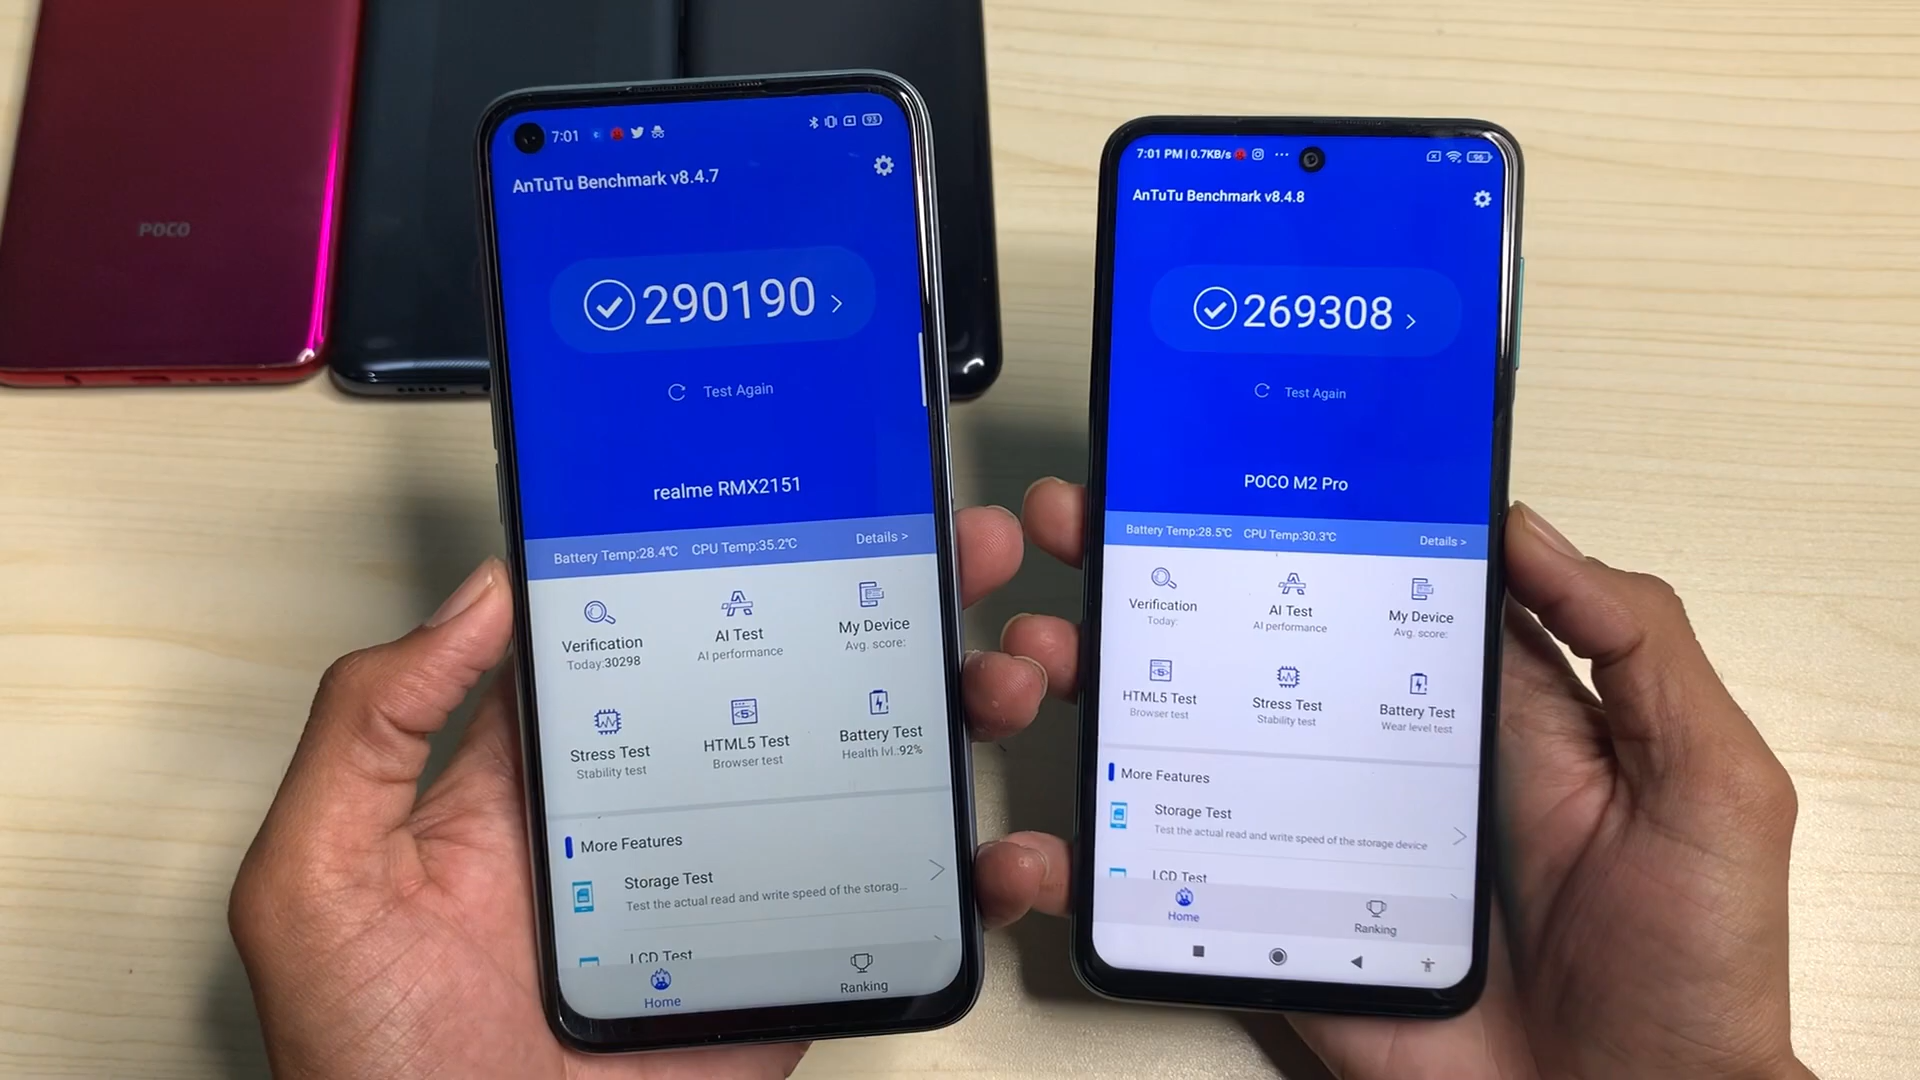 POCO
7:01
93
AnTuTu Benchmark v8.4.7
290190
Test Again
realme RMX2151
Battery Temp:28.4℃ CPU Temp:35.2℃ Details >
Verification
Today:30298
AI Test
AI performance
My Device
Avg. score:
Stress Test
Stability test
HTML5 Test
Browser test
Battery Test
Health lvl.:92%
More Features
Storage Test
Test the actual read and write speed of the storag...
LCD Test
Home
Ranking
7:01 PM | 0.7KB/s
96
AnTuTu Benchmark v8.4.8
269308
Test Again
POCO M2 Pro
Battery Temp:28.5℃ CPU Temp:30.3℃ Details >
Verification
Today:
AI Test
AI performance
My Device
Avg. score:
HTML5 Test
Browser test
Stress Test
Stability test
Battery Test
Wear level test
More Features
Storage Test
Test the actual read and write speed of the storage device
LCD Test
Home
Ranking